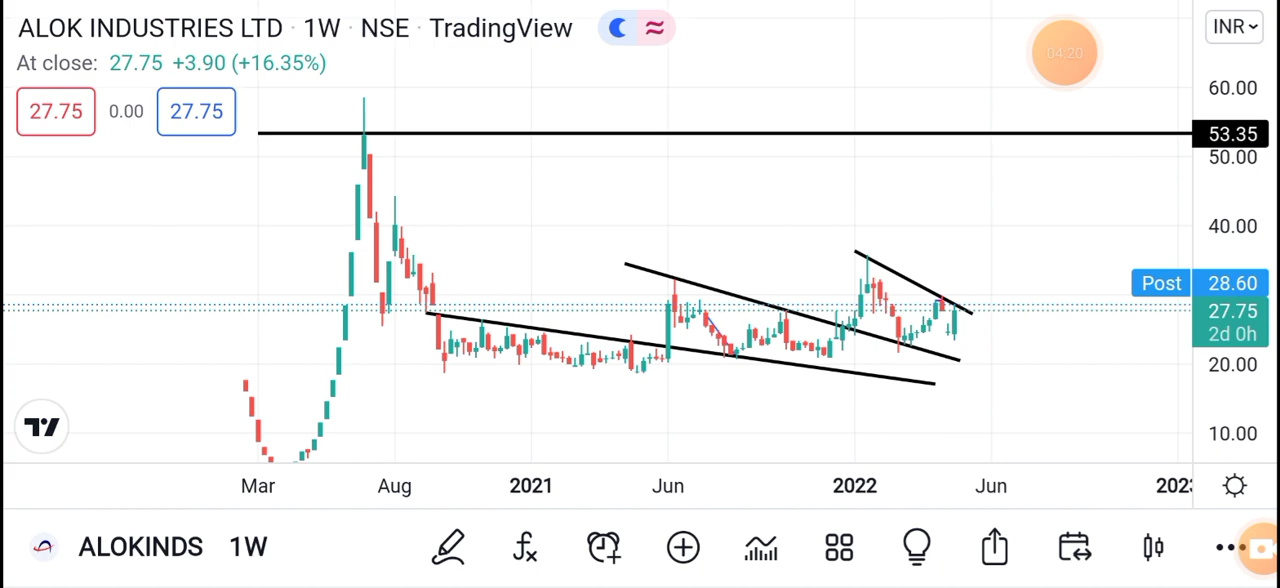 ALOK INDUSTRIES LTD · 1W · NSE · TradingView
INR
At close: 27.75 +3.90 (+16.35%)
04:20
27.75 0.00 27.75
60.00
53.35
50.00
40.00
Post 28.60
27.75
2d 0h
20.00
10.00
Mar Aug 2021 Jun 2022 Jun
ALOKINDS 1W